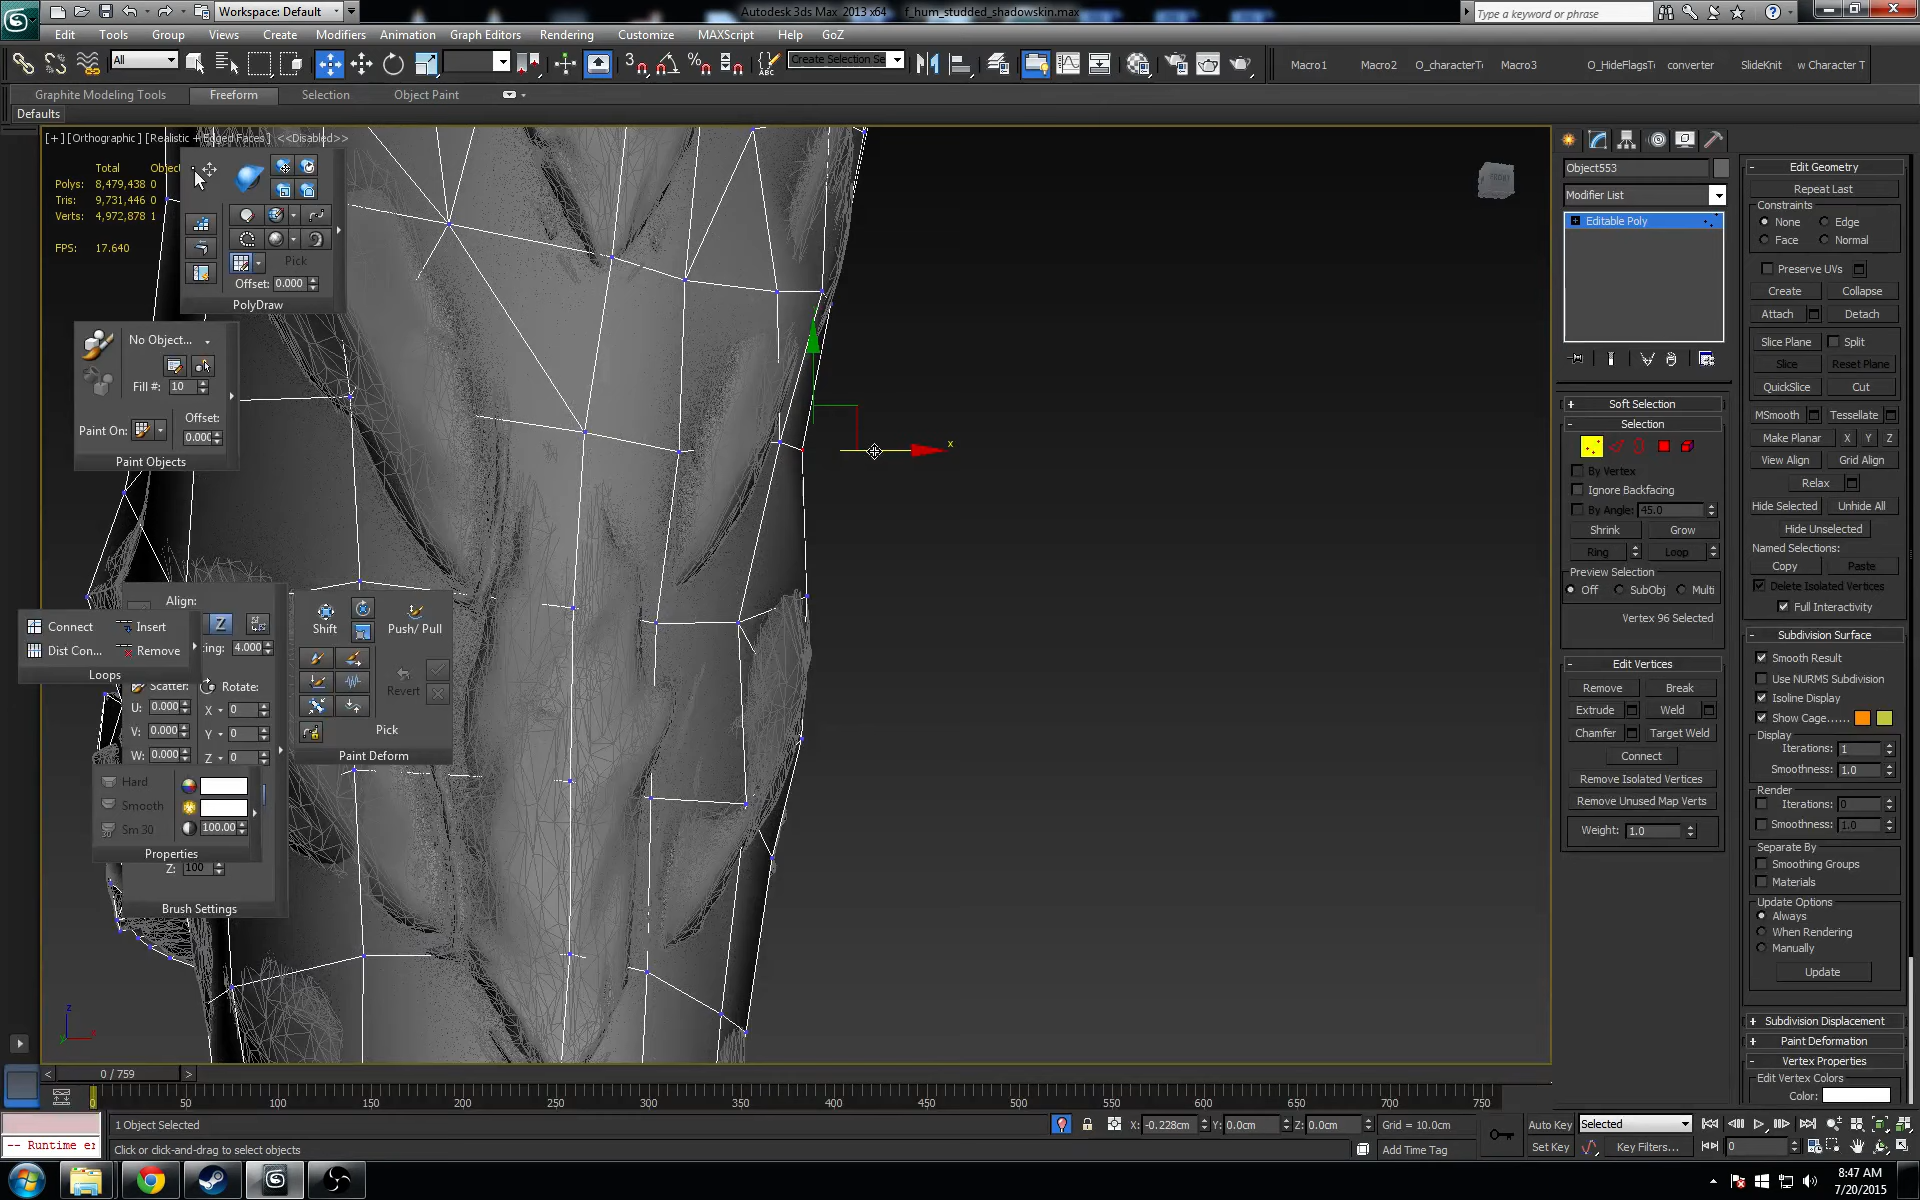 Workspace: Default
Autodesk 3ds Max 2013 x64 f_hum_studded_shadowskin.max
Type a keyword or phrase
Edit Tools Group Views Create Modifiers Animation Graph Editors Rendering Customize MAXScript Help GoZ
All
Create Selection Se
Macro1 Macro2 O_characterTo Macro3 O_HideFlagsTo converter SlideKnit w Character T
Graphite Modeling Tools Freeform Selection Object Paint
Defaults
[+] [Orthographic] [Realistic + Edged Faces] <<Disabled>>
Total Object
Polys: 8,479,438 0
Tris: 9,731,446 0
Verts: 4,972,878 1
FPS: 17.640
Pick
Offset: 0.000
PolyDraw
No Object...
Fill #: 10
Offset:
Paint On: 0.000
Paint Objects
Align:
Z
Connect Insert
Dist Con... Remove
Loops
4.000
Scatter: Rotate:
U: 0.000 X 0
V: 0.000 Y 0
W: 0.000 Z 0
Shift Push/ Pull
Revert
Pick
Paint Deform
Hard
Smooth
Sm 30 100.00
Properties
Z: 100
Brush Settings
x
FRONT
z
Object553
Modifier List
Editable Poly
Soft Selection
Selection
By Vertex
Ignore Backfacing
By Angle: 45.0
Shrink Grow
Ring Loop
Preview Selection
Off SubObj Multi
Vertex 96 Selected
Edit Vertices
Remove Break
Extrude Weld
Chamfer Target Weld
Connect
Remove Isolated Vertices
Remove Unused Map Verts
Weight: 1.0
Edit Geometry
Repeat Last
Constraints
None Edge
Face Normal
Preserve UVs
Create Collapse
Attach Detach
Slice Plane Split
Slice Reset Plane
QuickSlice Cut
MSmooth Tessellate
Make Planar X Y Z
View Align Grid Align
Relax
Hide Selected Unhide All
Hide Unselected
Named Selections:
Copy Paste
Delete Isolated Vertices
Full Interactivity
Subdivision Surface
Smooth Result
Use NURMS Subdivision
Isoline Display
Show Cage......
Display
Iterations: 1
Smoothness: 1.0
Render
Iterations: 0
Smoothness: 1.0
Separate By
Smoothing Groups
Materials
Update Options
Always
When Rendering
Manually
Update
Subdivision Displacement
Paint Deformation
Vertex Properties
Edit Vertex Colors
Color:
< 0 / 759 >
0 50 100 150 200 250 300 350 400 450 500 550 600 650 700 750
1 Object Selected
X: -0.228cm Y: 0.0cm Z: 0.0cm Grid = 10.0cm
Auto Key Selected
-- Runtime er
Click or click-and-drag to select objects
Add Time Tag
Set Key Key Filters... 0
8:47 AM
7/20/2015